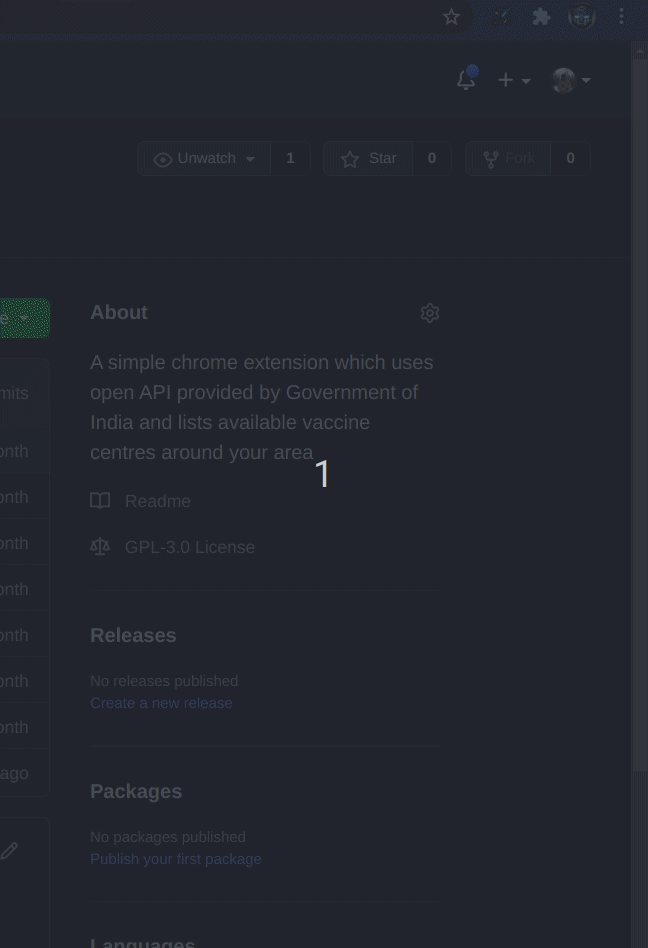 Unwatch 1 Star 0 Fork 0
e
About
A simple chrome extension which uses
mits
open API provided by Government of
India and lists available vaccine
onth
centres around your area
1
onth
Readme
onth
GPL-3.0 License
onth
onth
Releases
onth
No releases published
Create a new release
onth
ago
Packages
No packages published
Publish your first package
Languages